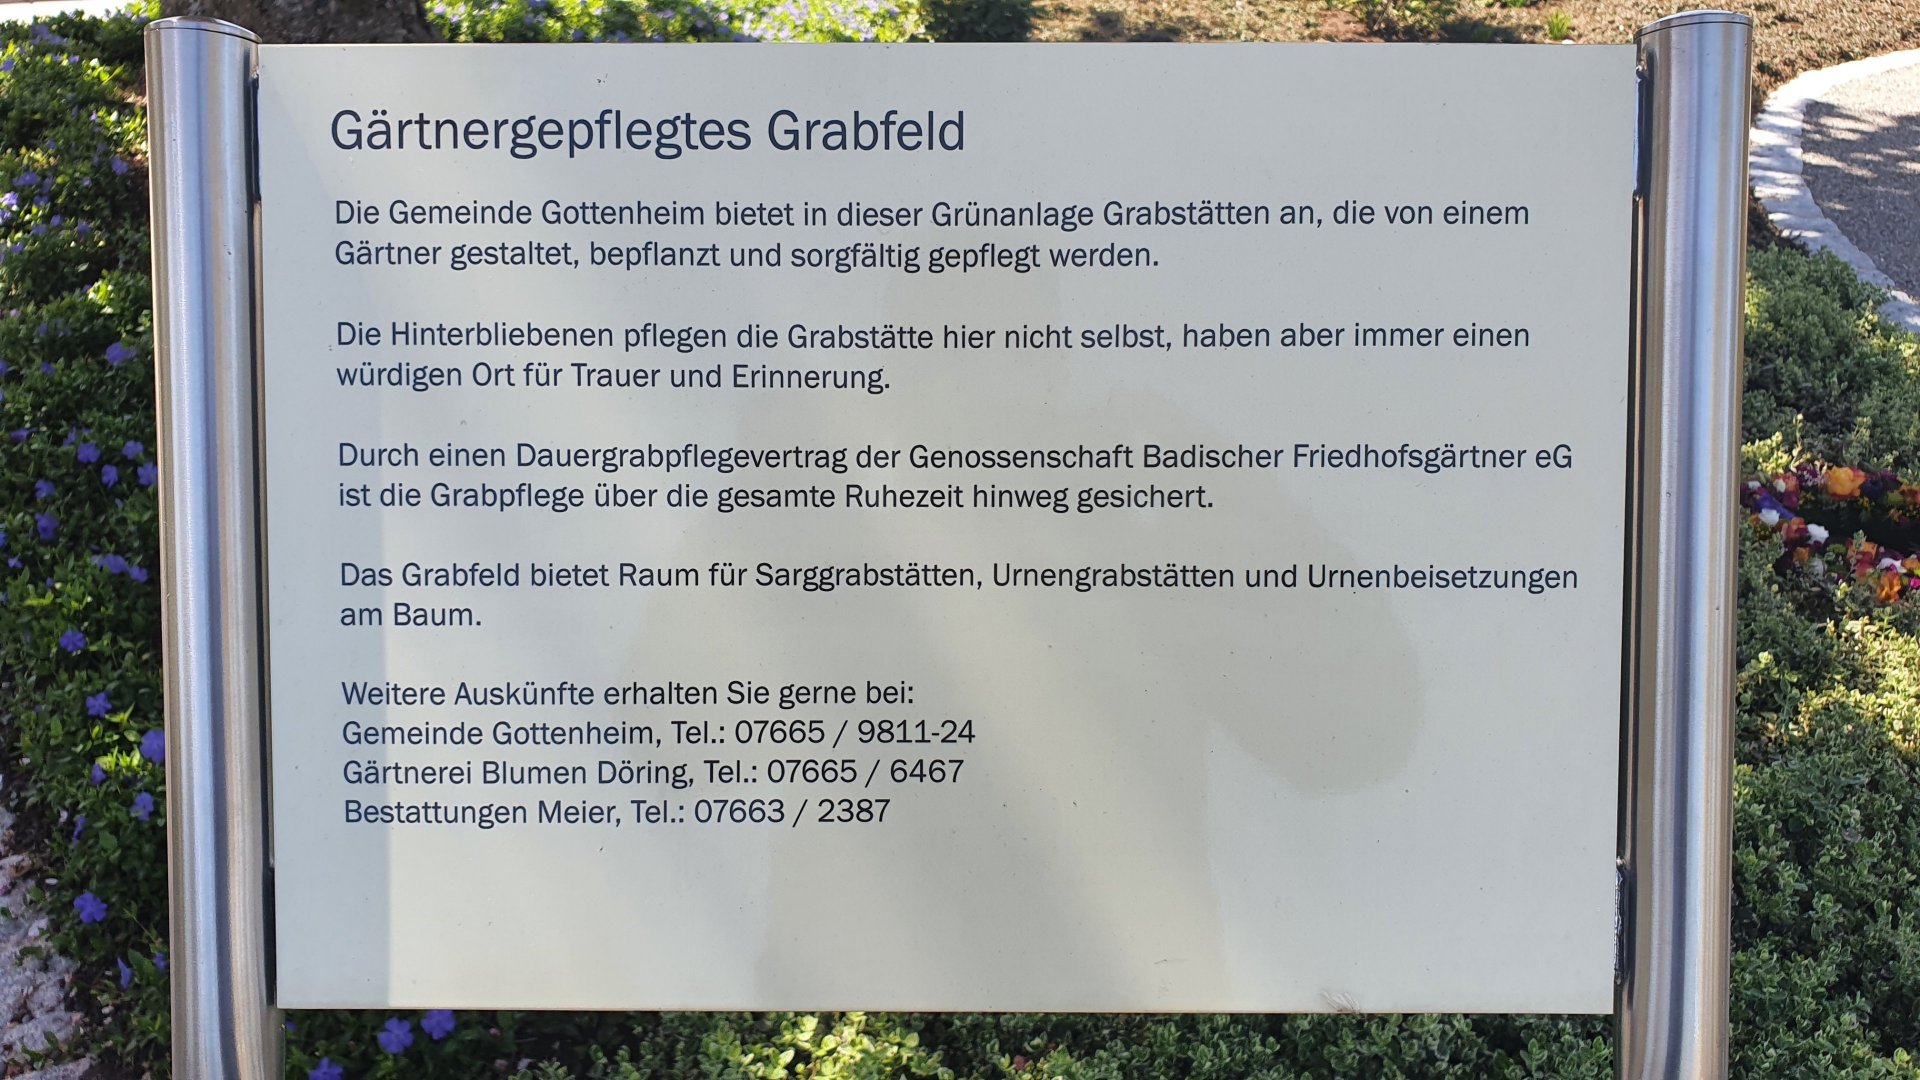 Gärtnergepflegtes Grabfeld
Die Gemeinde Gottenheim bietet in dieser Grünanlage Grabstätten an, die von einem
Gärtner gestaltet, bepflanzt und sorgfältig gepflegt werden.
Die Hinterbliebenen pflegen die Grabstätte hier nicht selbst, haben aber immer einen
würdigen Ort für Trauer und Erinnerung.
Durch einen Dauergrabpflegevertrag der Genossenschaft Badischer Friedhofsgärtner eG
ist die Grabpflege über die gesamte Ruhezeit hinweg gesichert.
Das Grabfeld bietet Raum für Sarggrabstätten, Urnengrabstätten und Urnenbeisetzungen
am Baum.
Weitere Auskünfte erhalten Sie gerne bei:
Gemeinde Gottenheim, Tel.: 07665 / 9811-24
Gärtnerei Blumen Döring, Tel.: 07665 / 6467
Bestattungen Meier, Tel.: 07663 / 2387